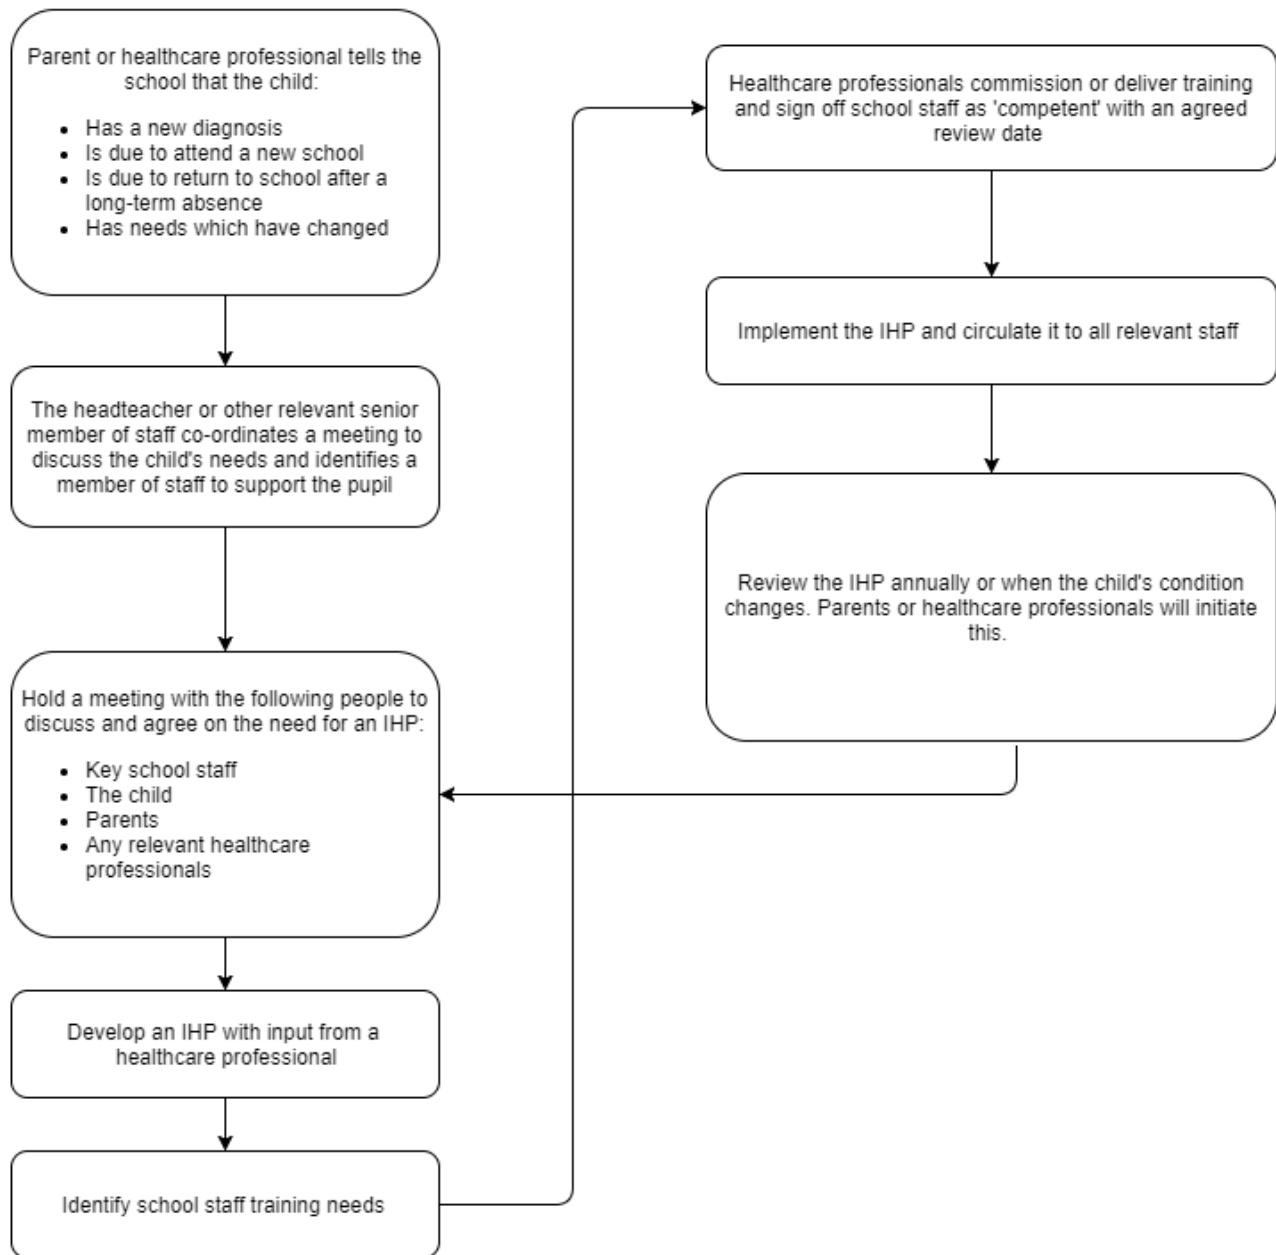 Parent or healthcare professional tells the
school that the child:
• Has a new diagnosis
• Is due to attend a new school
• Is due to return to school after a
long-term absence
• Has needs which have changed
The headteacher or other relevant senior
member of staff co-ordinates a meeting to
discuss the child's needs and identifies a
member of staff to support the pupil
Hold a meeting with the following people to
discuss and agree on the need for an IHP:
• Key school staff
• The child
• Parents
• Any relevant healthcare
professionals
Develop an IHP with input from a
healthcare professional
Identify school staff training needs
Healthcare professionals commission or deliver training
and sign off school staff as 'competent' with an agreed
review date
Implement the IHP and circulate it to all relevant staff
Review the IHP annually or when the child's condition
changes. Parents or healthcare professionals will initiate
this.